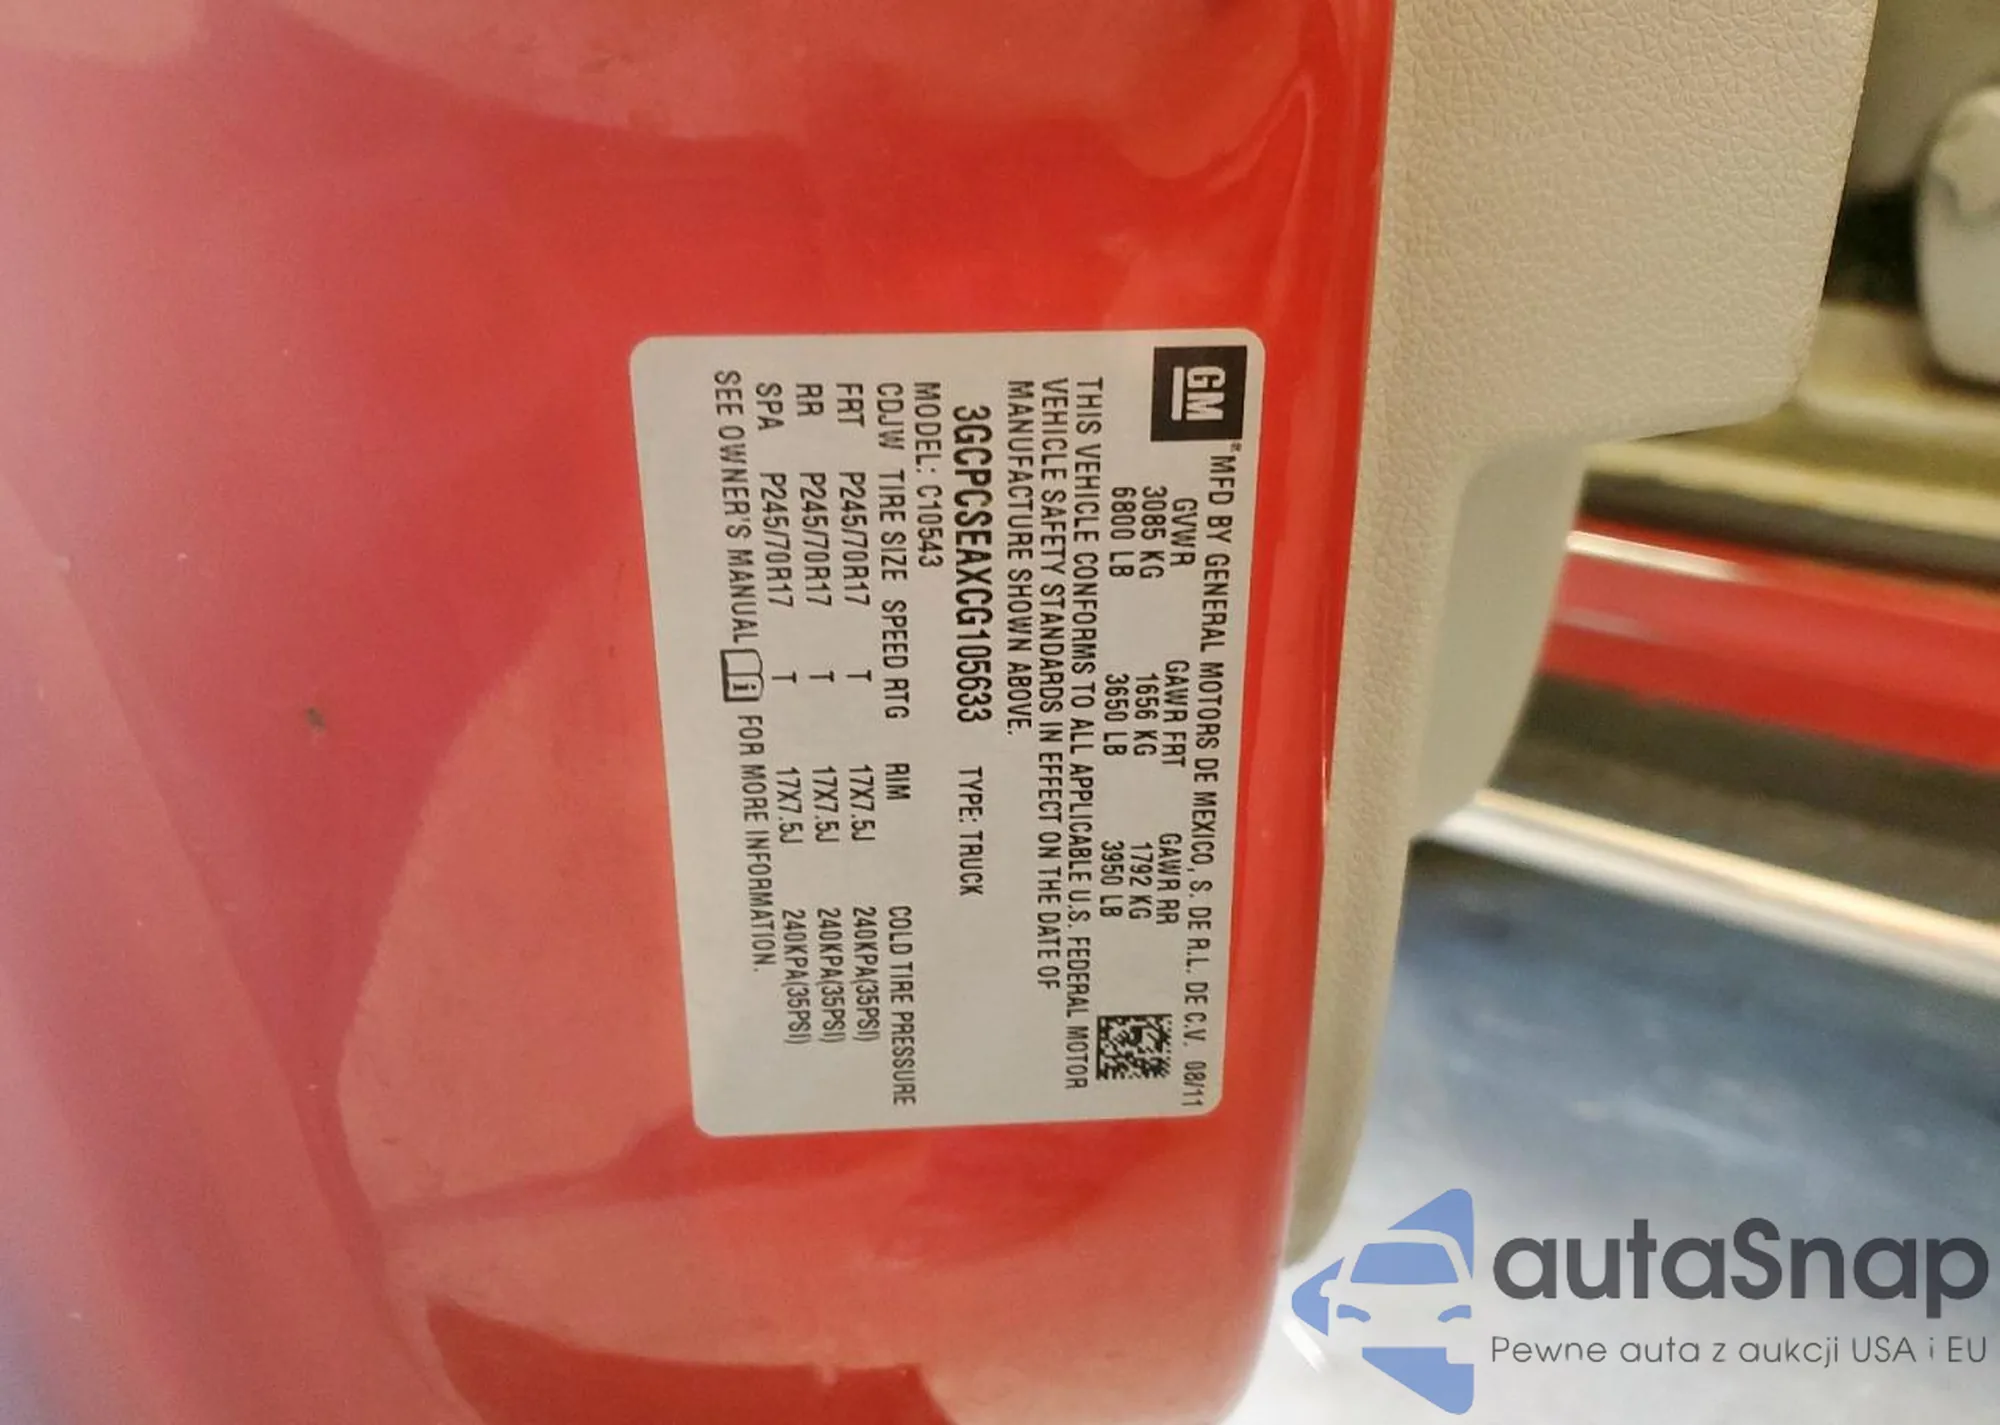 GM ® MFD BY GENERAL MOTORS DE MEXICO, S. DE R.L. DE C.V. 08/11
GVWR GAWR FRT GAWR RR
3085 KG 1656 KG 1792 KG
6800 LB 3650 LB 3950 LB
THIS VEHICLE CONFORMS TO ALL APPLICABLE U.S. FEDERAL MOTOR
VEHICLE SAFETY STANDARDS IN EFFECT ON THE DATE OF
MANUFACTURE SHOWN ABOVE.
3GCPCSEAXCG105633 TYPE: TRUCK
MODEL: C10543
CDJW TIRE SIZE SPEED RTG RIM COLD TIRE PRESSURE
FRT P245/70R17 T 17X7.5J 240KPA(35PSI)
RR P245/70R17 T 17X7.5J 240KPA(35PSI)
SPA P245/70R17 T 17X7.5J 240KPA(35PSI)
SEE OWNER'S MANUAL i FOR MORE INFORMATION.
autaSnap
Pewne auta z aukcji USA i EU